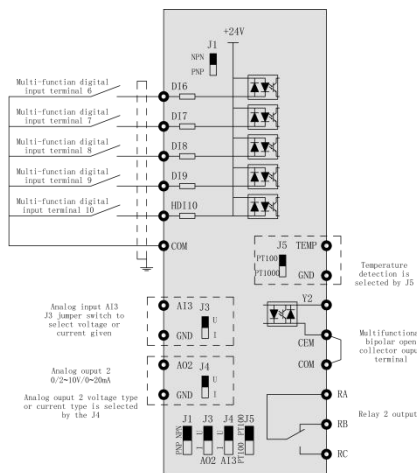 +24V
J1
NPN
PNP
Multi-function digital
input terminal 6
DI6
Multi-function digital
input terminal 7
DI7
Multi-function digital
input terminal 8
DI8
Multi-function digital
input terminal 9
DI9
Multi-function digital
input terminal 10
HDI10
COM
J5
TEMP
PT100
PT1000
GND
Temperature
detection is
selected by J5
Y2
CEM
COM
Multifunctional
bipolar open
collector ouput
terminal
Analog input AI3
J3 jumper switch to
select voltage or
current given
AI3
J3
U
I
GND
Analog ouput 2
0/2~10V/0~20mA
AO2
J4
U
I
GND
Analog ouput 2 voltage type
or current type is selected
by the J4
RA
RB
RC
Relay 2 output
J1 J3 J4 J5
PNP NPN
I U
I U
PT100
AO2 AI3